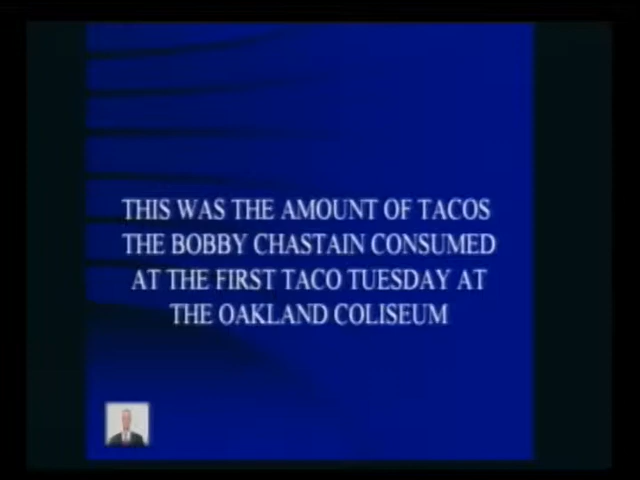 THIS WAS THE AMOUNT OF TACOS
THE BOBBY CHASTAIN CONSUMED
AT THE FIRST TACO TUESDAY AT
THE OAKLAND COLISEUM